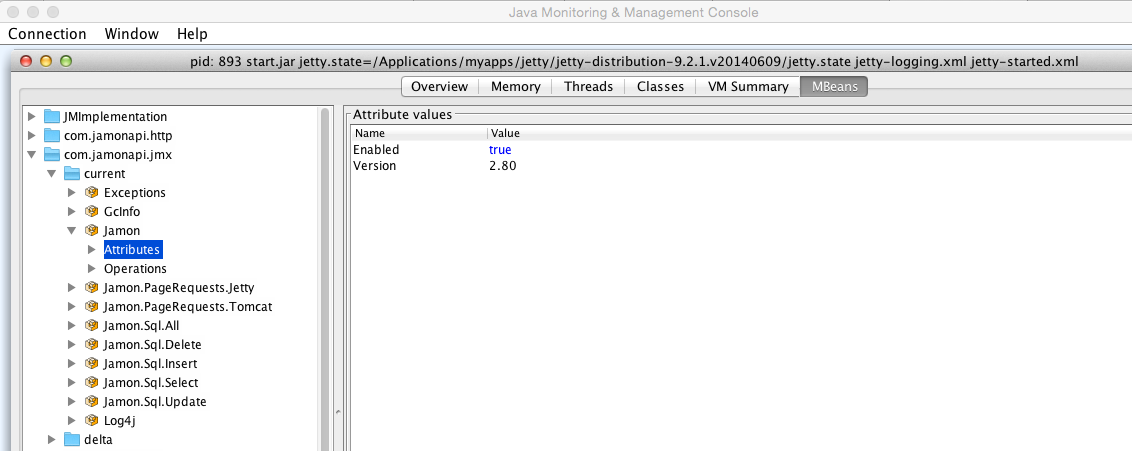 Java Monitoring & Management Console
Connection Window Help
pid: 893 start.jar jetty.state=/Applications/myapps/jetty/jetty-distribution-9.2.1.v20140609/jetty.state jetty-logging.xml jetty-started.xml
Overview Memory Threads Classes VM Summary MBeans
JMImplementation
com.jamonapi.http
com.jamonapi.jmx
current
Exceptions
GcInfo
Jamon
Attributes
Operations
Jamon.PageRequests.Jetty
Jamon.PageRequests.Tomcat
Jamon.Sql.All
Jamon.Sql.Delete
Jamon.Sql.Insert
Jamon.Sql.Select
Jamon.Sql.Update
Log4j
delta
Attribute values
Name Value
Enabled true
Version 2.80